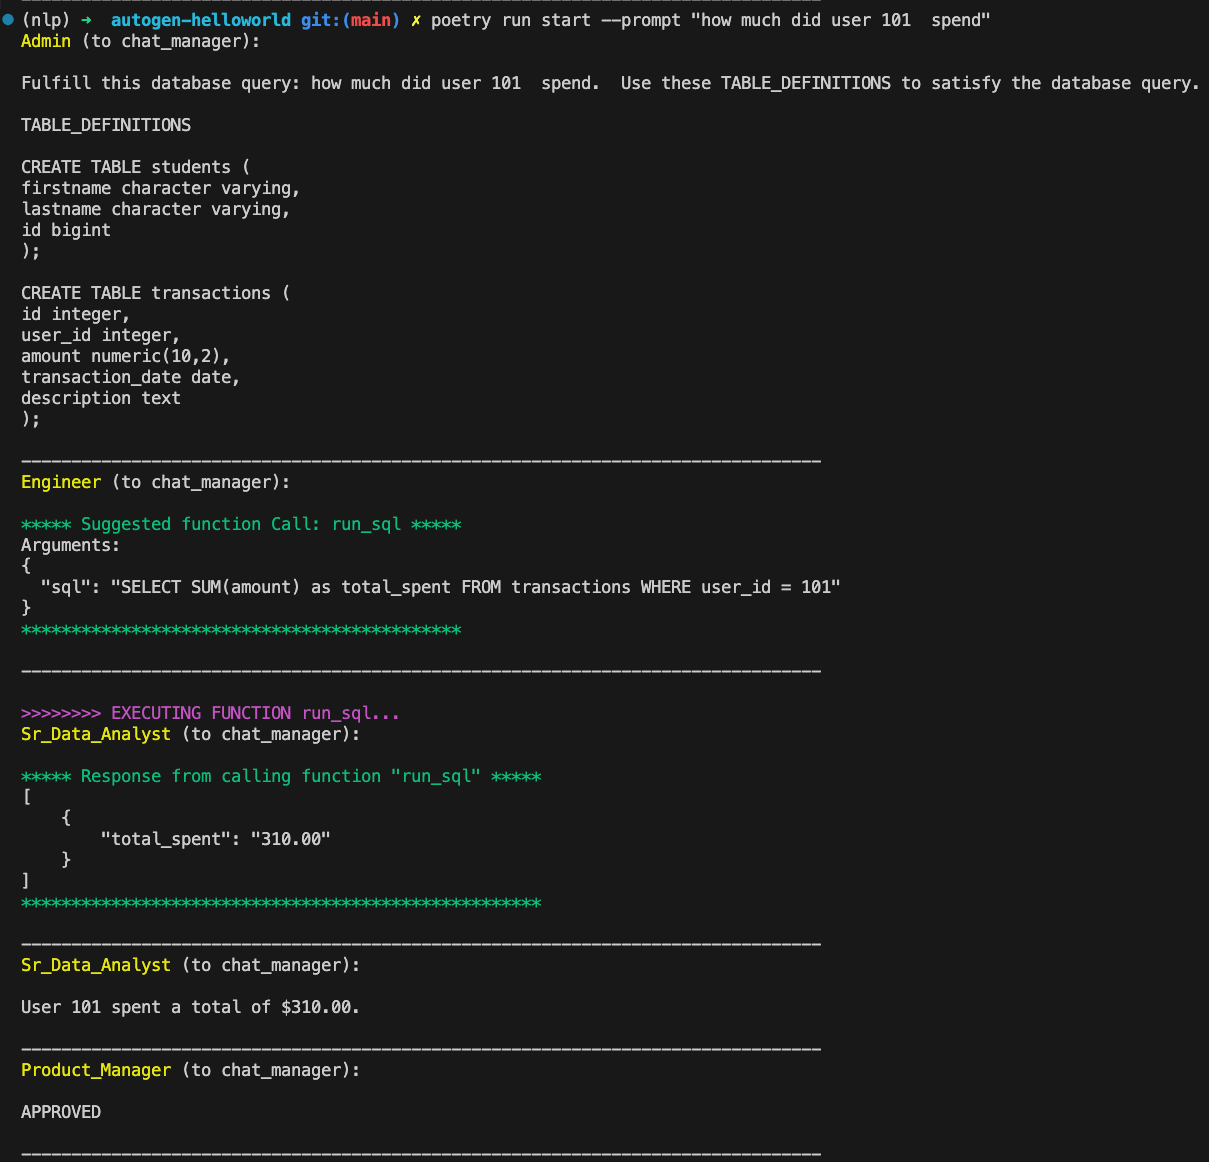 (nlp) ➜  autogen-helloworld git:(main) ✗ poetry run start --prompt "how much did user 101  spend"
Admin (to chat_manager):
Fulfill this database query: how much did user 101  spend.  Use these TABLE_DEFINITIONS to satisfy the database query.
TABLE_DEFINITIONS
CREATE TABLE students (
firstname character varying,
lastname character varying,
id bigint
);
CREATE TABLE transactions (
id integer,
user_id integer,
amount numeric(10,2),
transaction_date date,
description text
);
--------------------------------------------------------------------------------
Engineer (to chat_manager):
***** Suggested function Call: run_sql *****
Arguments:
{
  "sql": "SELECT SUM(amount) as total_spent FROM transactions WHERE user_id = 101"
}
********************************************
--------------------------------------------------------------------------------
>>>>>>>> EXECUTING FUNCTION run_sql...
Sr_Data_Analyst (to chat_manager):
***** Response from calling function "run_sql" *****
[
    {
        "total_spent": "310.00"
    }
]
****************************************************
--------------------------------------------------------------------------------
Sr_Data_Analyst (to chat_manager):
User 101 spent a total of $310.00.
--------------------------------------------------------------------------------
Product_Manager (to chat_manager):
APPROVED
--------------------------------------------------------------------------------